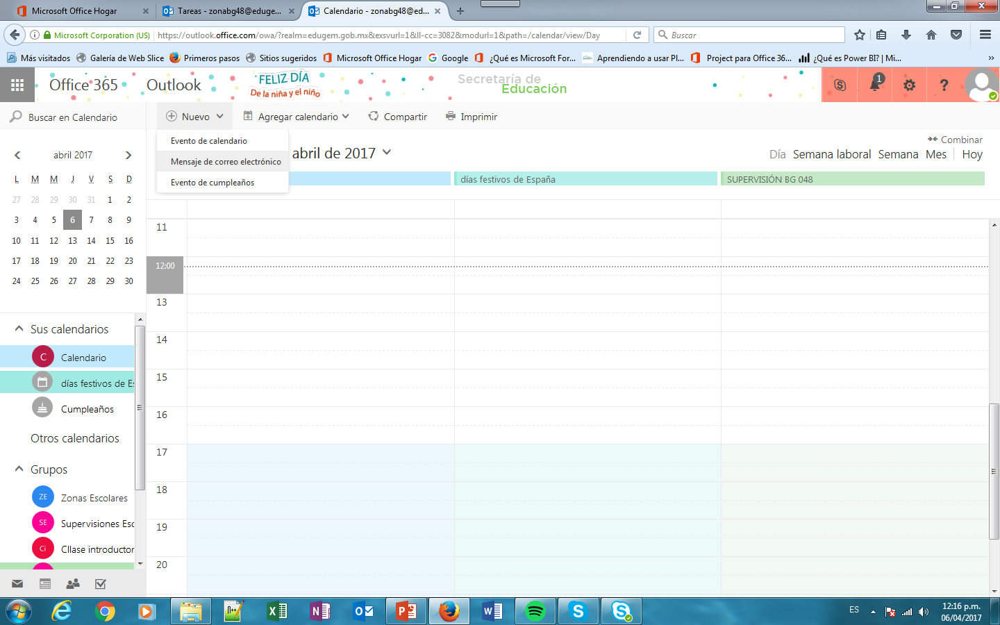 Microsoft Office Hogar
Tareas - zonabg48@eduge...
Calendario - zonabg48@ed...
Microsoft Corporation (US)
https://outlook.office.com/owa/?realm=edugem.gob.mx&exsvurl=1&ll-cc=3082&modurl=1&path=/calendar/view/Day
Buscar
Más visitados
Galería de Web Slice
Primeros pasos
Sitios sugeridos
Microsoft Office Hogar
Google
¿Qué es Microsoft For...
Aprendiendo a usar Pl...
Project para Office 36...
¿Qué es Power BI? | Mi...
»
Office 365
Outlook
FELIZ DÍA
De la niña y el niño
Secretaría de
Educación
1
?
Buscar en Calendario
Nuevo
Agregar calendario
Compartir
Imprimir
Evento de calendario
Mensaje de correo electrónico
Evento de cumpleaños
abril de 2017
Combinar
Día Semana laboral Semana Mes Hoy
días festivos de España
SUPERVISIÓN BG 048
abril 2017
L M M J V S D
27 28 29 30 31 1 2
3 4 5 6 7 8 9
10 11 12 13 14 15 16
17 18 19 20 21 22 23
24 25 26 27 28 29 30
Sus calendarios
C Calendario
días festivos de Es
Cumpleaños
Otros calendarios
Grupos
ZE Zonas Escolares
SE Supervisiones Esc
Ci Cllase introductor
11
12:00
13
14
15
16
17
18
19
20
ES
12:16 p.m.
06/04/2017